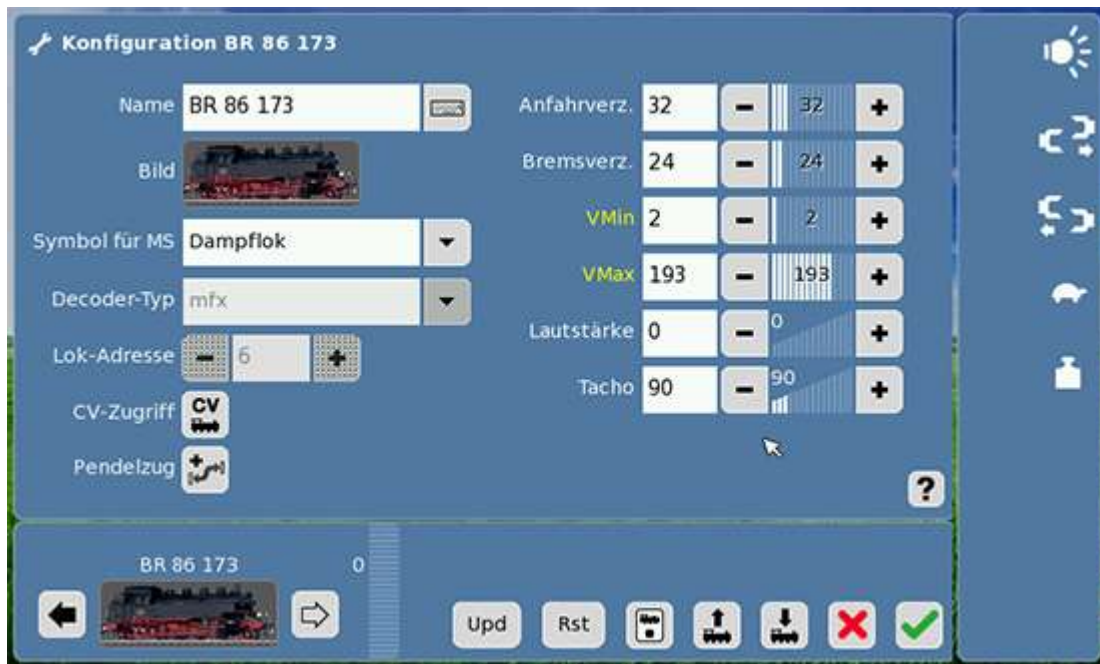 Konfiguration BR 86 173
Name BR 86 173
Bild
Symbol für MS Dampflok
Decoder-Typ mfx
Lok-Adresse - 6 +
CV-Zugriff CV
Pendelzug
Anfahrverz. 32 - 32 +
Bremsverz. 24 - 24 +
VMin 2 - 2 +
VMax 193 - 193 +
Lautstärke 0 - 0 +
Tacho 90 - 90 +
?
BR 86 173 0
Upd Rst